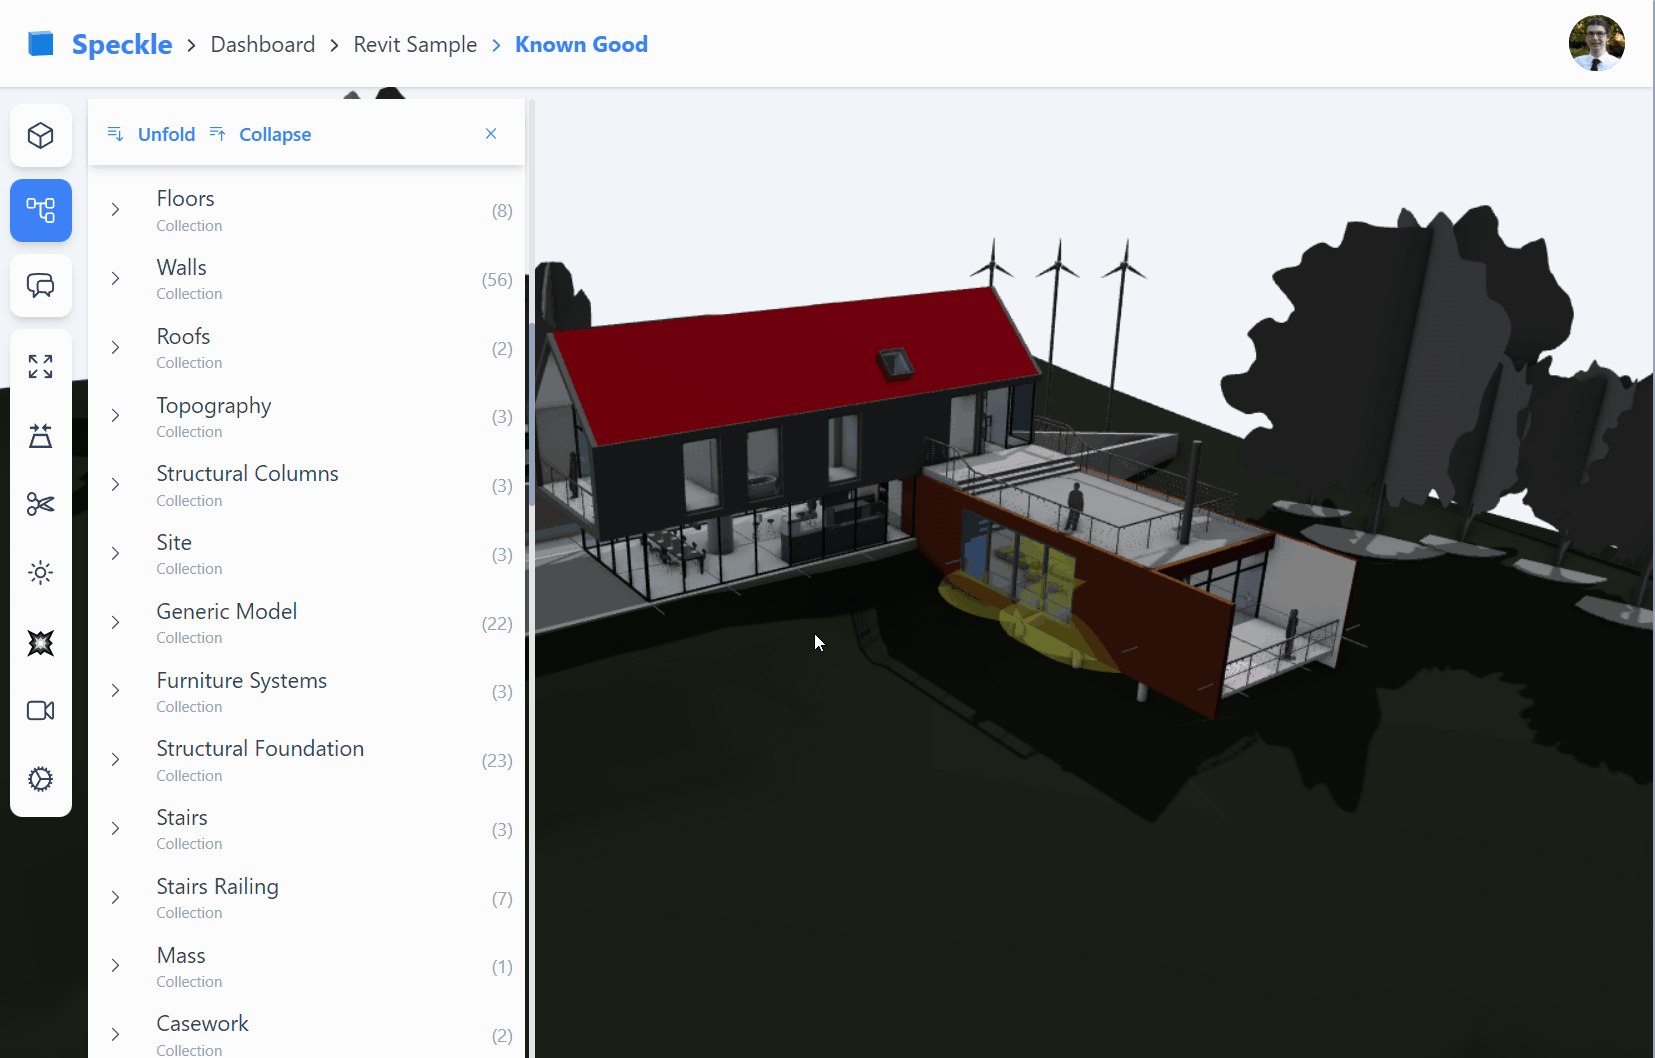 Speckle > Dashboard > Revit Sample > Known Good
Unfold Collapse
Floors (8)
Collection
Walls (56)
Collection
Roofs (2)
Collection
Topography (3)
Collection
Structural Columns (3)
Collection
Site (3)
Collection
Generic Model (22)
Collection
Furniture Systems (3)
Collection
Structural Foundation (23)
Collection
Stairs (3)
Collection
Stairs Railing (7)
Collection
Mass (1)
Collection
Casework (2)
Collection